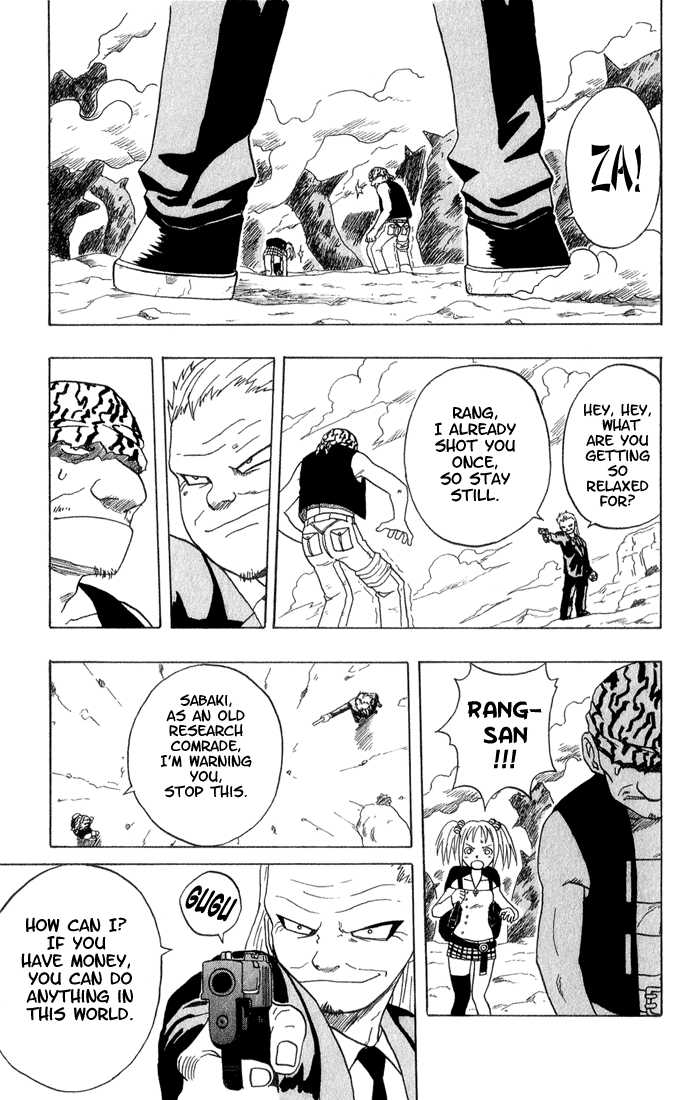 ZA!
HEY, HEY,
WHAT
ARE YOU
GETTING
SO
RELAXED
FOR?
RANG,
I ALREADY
SHOT YOU
ONCE,
SO STAY
STILL.
RANG-
SAN
!!!
SABAKI,
AS AN OLD
RESEARCH
COMRADE,
I'M WARNING
YOU,
STOP THIS.
GUGU
HOW CAN I?
IF YOU
HAVE MONEY,
YOU CAN DO
ANYTHING IN
THIS WORLD.